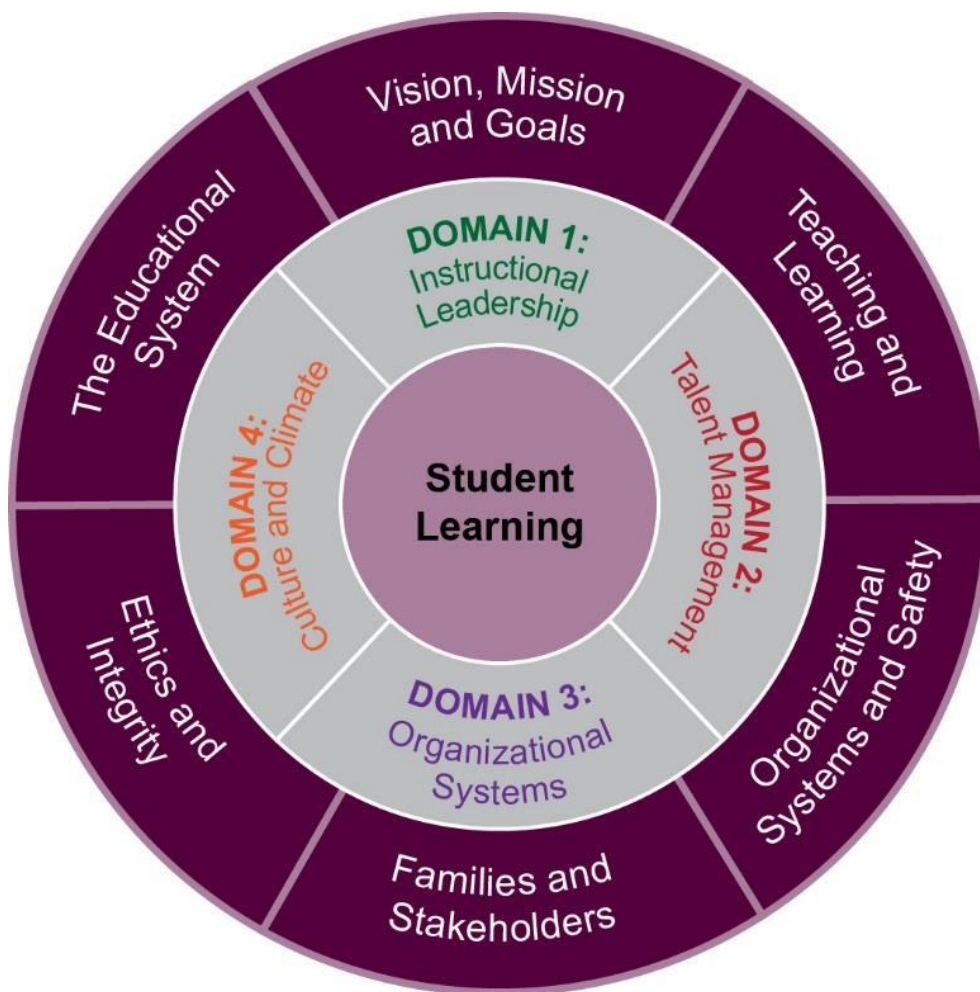 Vision, Mission
and Goals
Teaching and
Learning
Organizational
Systems and Safety
Families and
Stakeholders
Ethics and
Integrity
The Educational
System
DOMAIN 1:
Instructional
Leadership
DOMAIN 2:
Talent Management
DOMAIN 3:
Organizational
Systems
DOMAIN 4:
Culture and Climate
Student
Learning